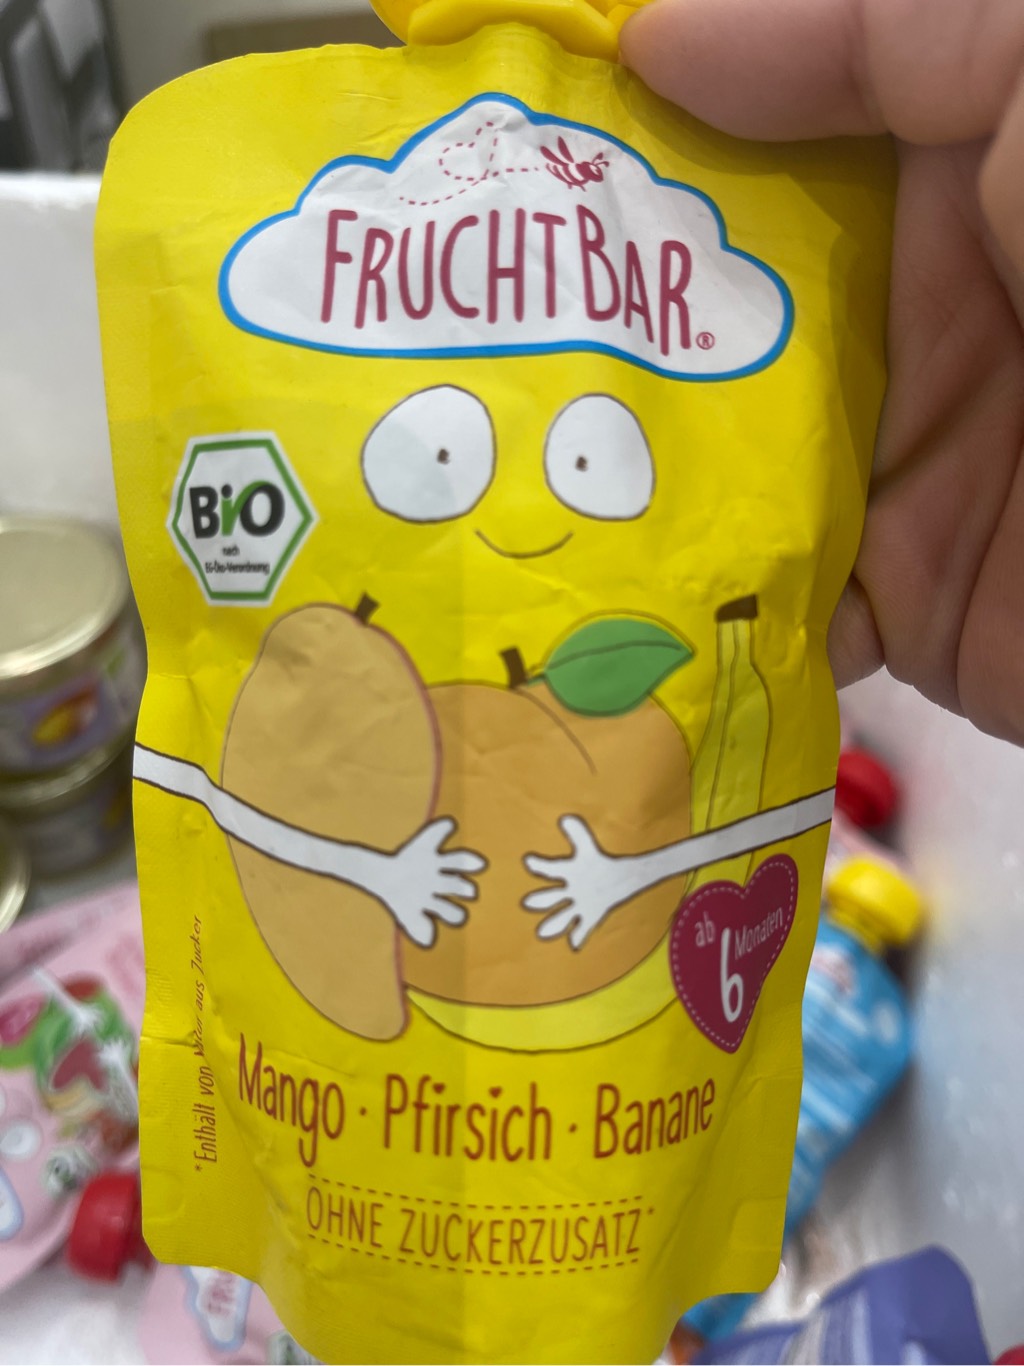 FRUCHTBAR®
BiO
nach
EG-Öko-Verordnung
ab
6 Monaten
*Enthält von Natur aus Zucker
Mango · Pfirsich · Banane
OHNE ZUCKERZUSATZ*